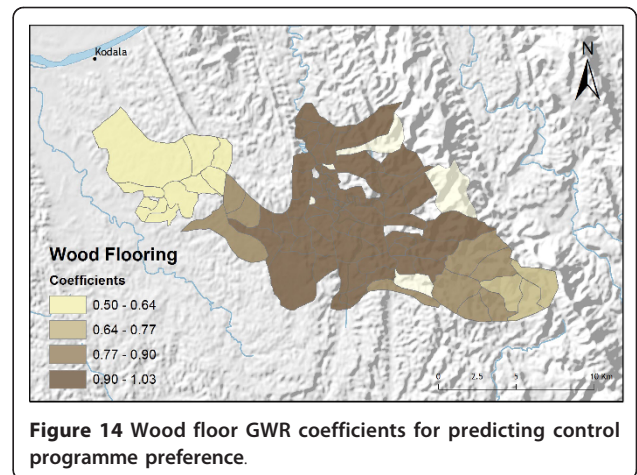 Kodala
N
Wood Flooring
Coefficients
0.50 - 0.64
0.64 - 0.77
0.77 - 0.90
0.90 - 1.03
0 2.5 5 10 Km
Figure 14 Wood floor GWR coefficients for predicting control
programme preference.